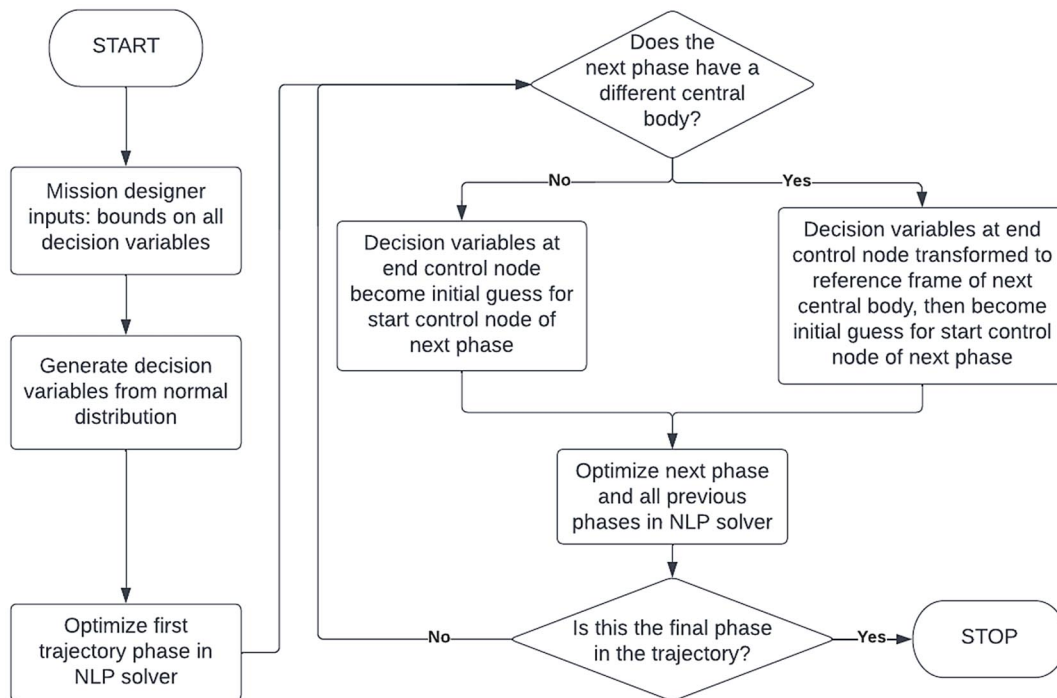 START
Mission designer
inputs: bounds on all
decision variables
Generate decision
variables from normal
distribution
Optimize first
trajectory phase in
NLP solver
Does the
next phase have a
different central
body?
No
Yes
Decision variables at
end control node
become initial guess for
start control node of
next phase
Decision variables at end
control node transformed to
reference frame of next
central body, then become
initial guess for start control
node of next phase
Optimize next phase
and all previous
phases in NLP solver
Is this the final phase
in the trajectory?
No
Yes
STOP